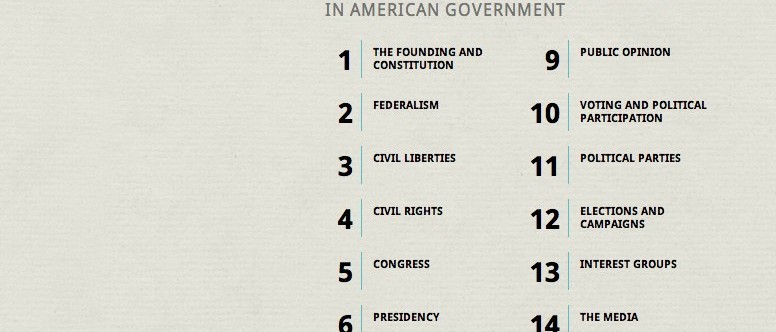 IN AMERICAN GOVERNMENT
1 THE FOUNDING AND
CONSTITUTION
2 FEDERALISM
3 CIVIL LIBERTIES
4 CIVIL RIGHTS
5 CONGRESS
6 PRESIDENCY
9 PUBLIC OPINION
10 VOTING AND POLITICAL
PARTICIPATION
11 POLITICAL PARTIES
12 ELECTIONS AND
CAMPAIGNS
13 INTEREST GROUPS
14 THE MEDIA